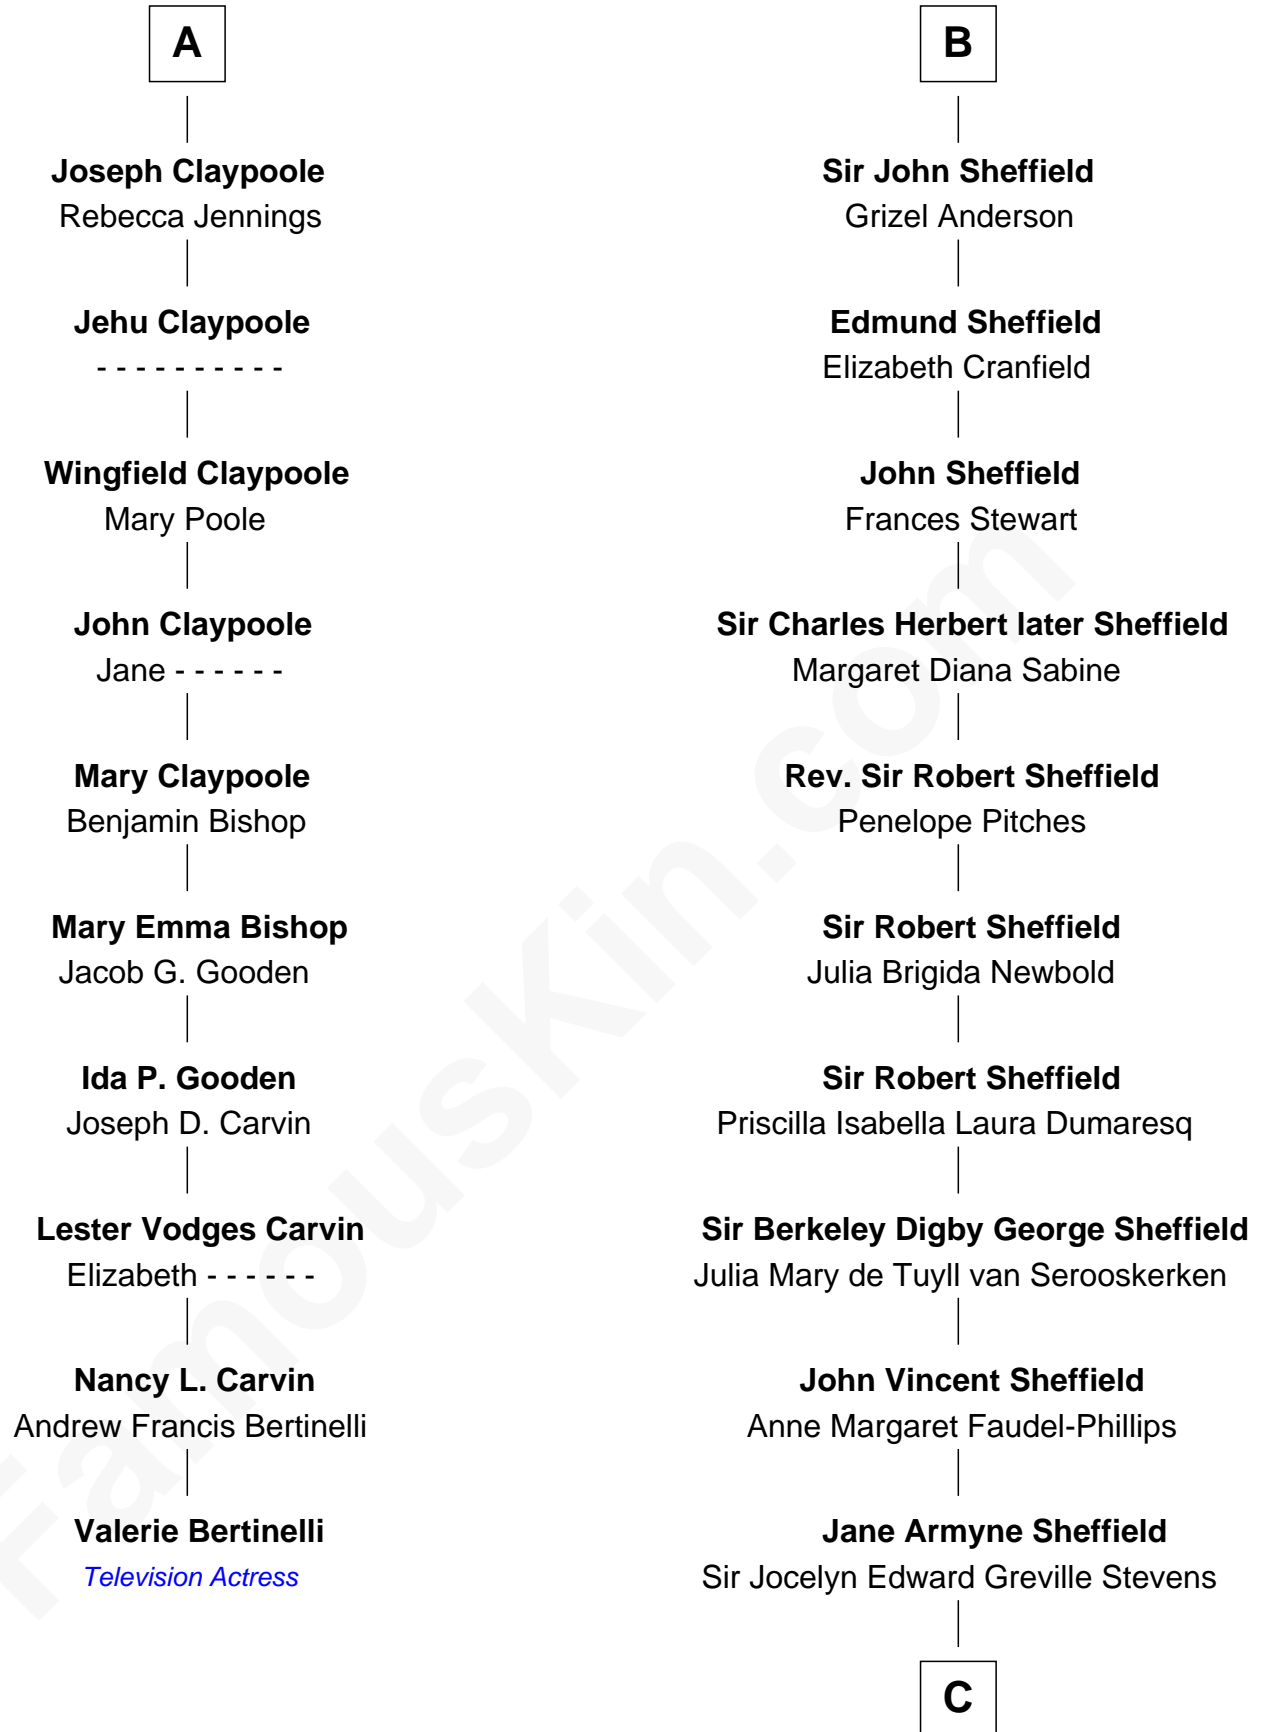 A
Joseph Claypoole
Rebecca Jennings
Jehu Claypoole
- - - - - - - - - -
Wingfield Claypoole
Mary Poole
John Claypoole
Jane - - - - - -
Mary Claypoole
Benjamin Bishop
Mary Emma Bishop
Jacob G. Gooden
Ida P. Gooden
Joseph D. Carvin
Lester Vodges Carvin
Elizabeth - - - - - -
Nancy L. Carvin
Andrew Francis Bertinelli
Valerie Bertinelli
Television Actress
B
Sir John Sheffield
Grizel Anderson
Edmund Sheffield
Elizabeth Cranfield
John Sheffield
Frances Stewart
Sir Charles Herbert later Sheffield
Margaret Diana Sabine
Rev. Sir Robert Sheffield
Penelope Pitches
Sir Robert Sheffield
Julia Brigida Newbold
Sir Robert Sheffield
Priscilla Isabella Laura Dumaresq
Sir Berkeley Digby George Sheffield
Julia Mary de Tuyll van Serooskerken
John Vincent Sheffield
Anne Margaret Faudel-Phillips
Jane Armyne Sheffield
Sir Jocelyn Edward Greville Stevens
C
FamousKin.com